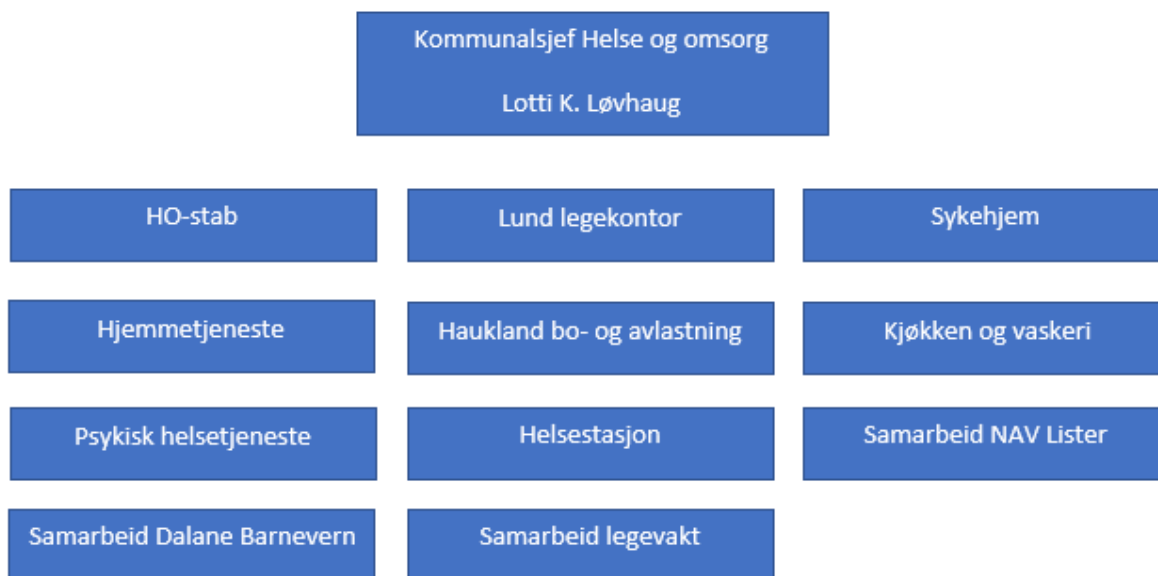 Kommunalsjef Helse og omsorg
Lotti K. Løvhaug
HO-stab
Lund legekontor
Sykehjem
Hjemmetjeneste
Haukland bo- og avlastning
Kjøkken og vaskeri
Psykisk helsetjeneste
Helsestasjon
Samarbeid NAV Lister
Samarbeid Dalane Barnevern
Samarbeid legevakt